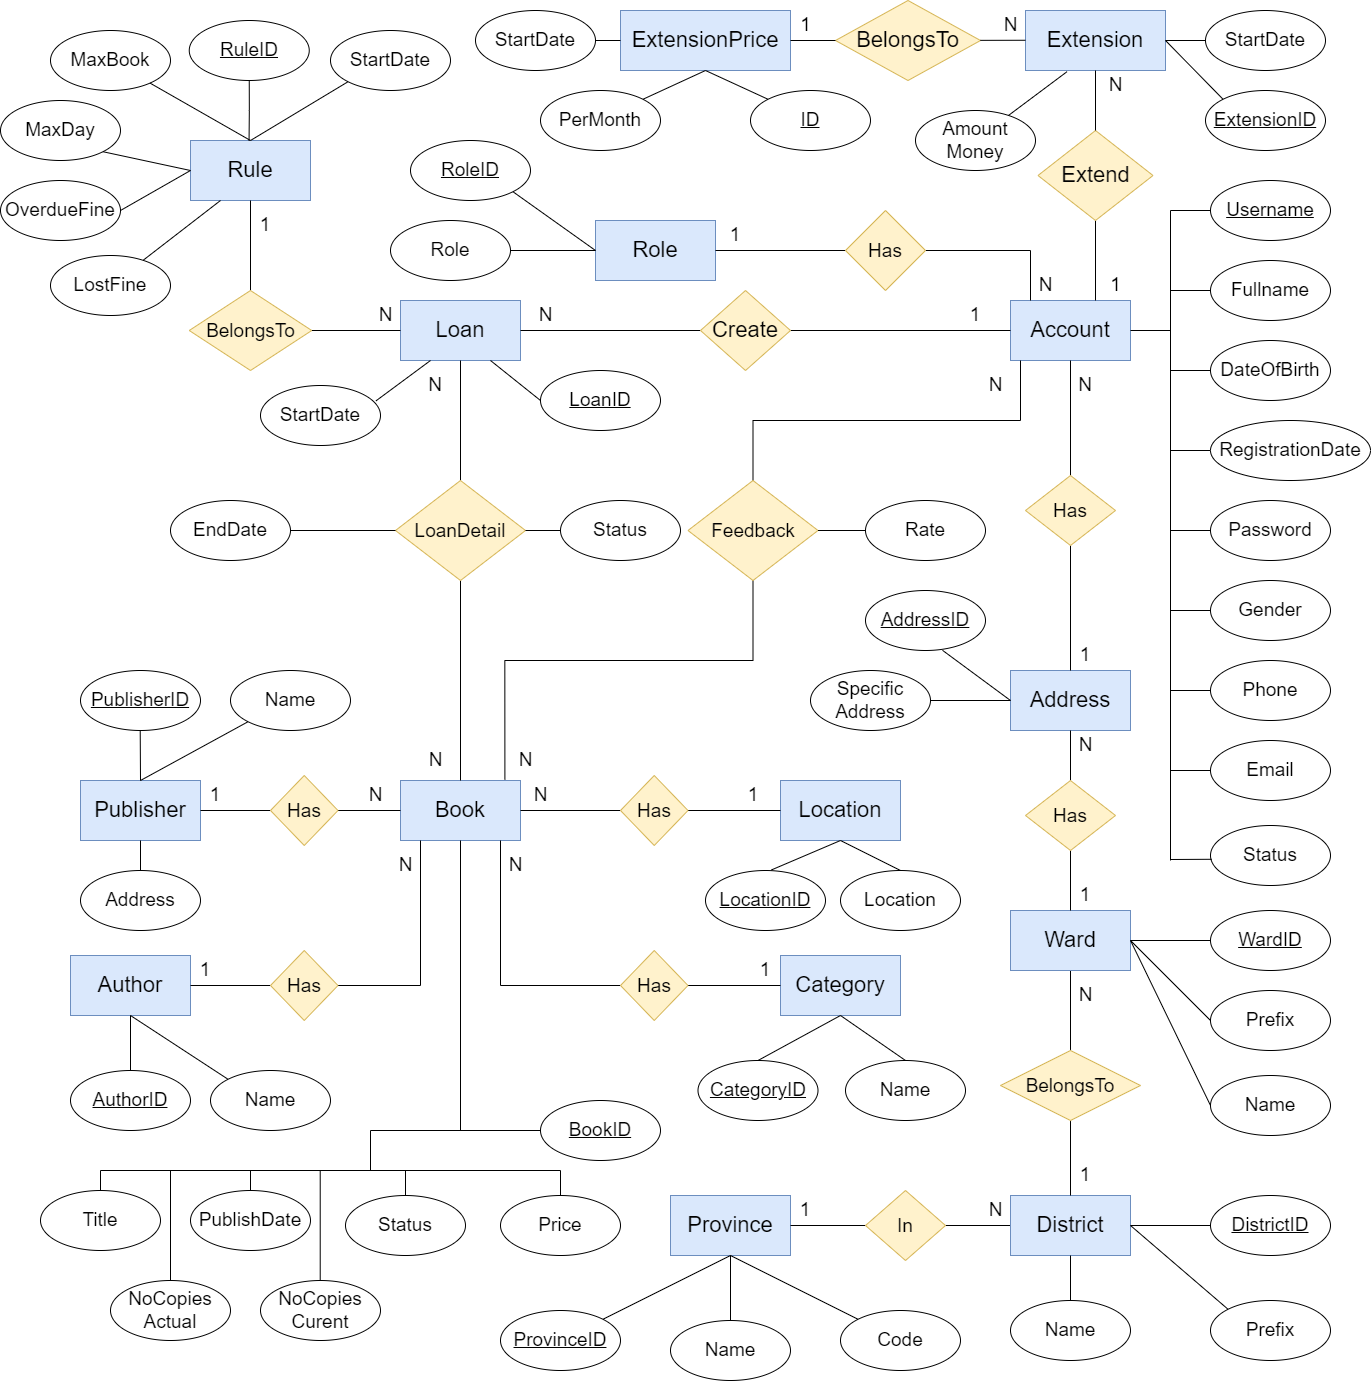 StartDate
ExtensionPrice
1
BelongsTo
N
Extension
StartDate
MaxBook
RuleID
StartDate
PerMonth
ID
N
Amount
Money
ExtensionID
MaxDay
Rule
RoleID
Extend
OverdueFine
Username
1
Role
Role
1
Has
LostFine
N
1
Fullname
BelongsTo
N
Loan
N
Create
1
Account
DateOfBirth
StartDate
N
LoanID
N
N
RegistrationDate
EndDate
LoanDetail
Status
Feedback
Rate
Has
Password
AddressID
Gender
1
PublisherID
Name
Specific
Address
Address
Phone
N
N
N
Email
Publisher
1
Has
N
Book
N
Has
1
Location
Has
N
N
Status
Address
LocationID
Location
1
Ward
WardID
Author
1
Has
Has
1
Category
N
Prefix
AuthorID
Name
CategoryID
Name
BelongsTo
Name
BookID
1
Title
PublishDate
Status
Price
Province
1
In
N
District
DistrictID
NoCopies
Actual
NoCopies
Curent
ProvinceID
Name
Code
Name
Prefix